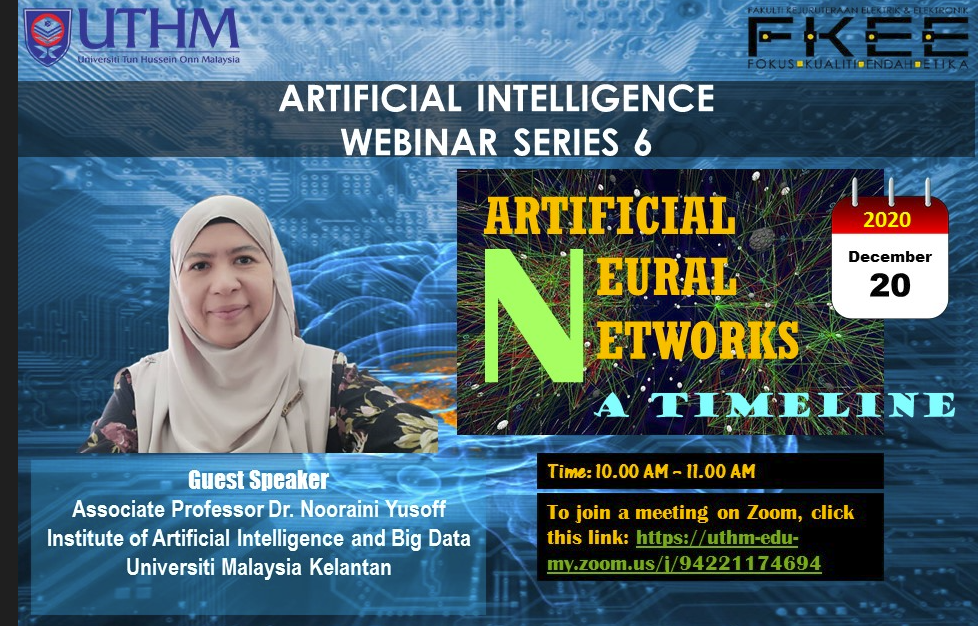 UTHM
Universiti Tun Hussein Onn Malaysia
FAKULTI KEJURUTERAAN ELEKTRIK & ELEKTRONIK
FKEE
FOKUS KUALITI ENDAH ETIKA
ARTIFICIAL INTELLIGENCE
WEBINAR SERIES 6
ARTIFICIAL
NEURAL
NETWORKS
A TIMELINE
2020
December
20
Guest Speaker
Associate Professor Dr. Nooraini Yusoff
Institute of Artificial Intelligence and Big Data
Universiti Malaysia Kelantan
Time: 10.00 AM – 11.00 AM
To join a meeting on Zoom, click
this link: https://uthm-edu-
my.zoom.us/j/94221174694